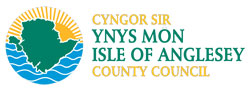 CYNGOR SIR
YNYS MON
ISLE OF ANGLESEY
COUNTY COUNCIL